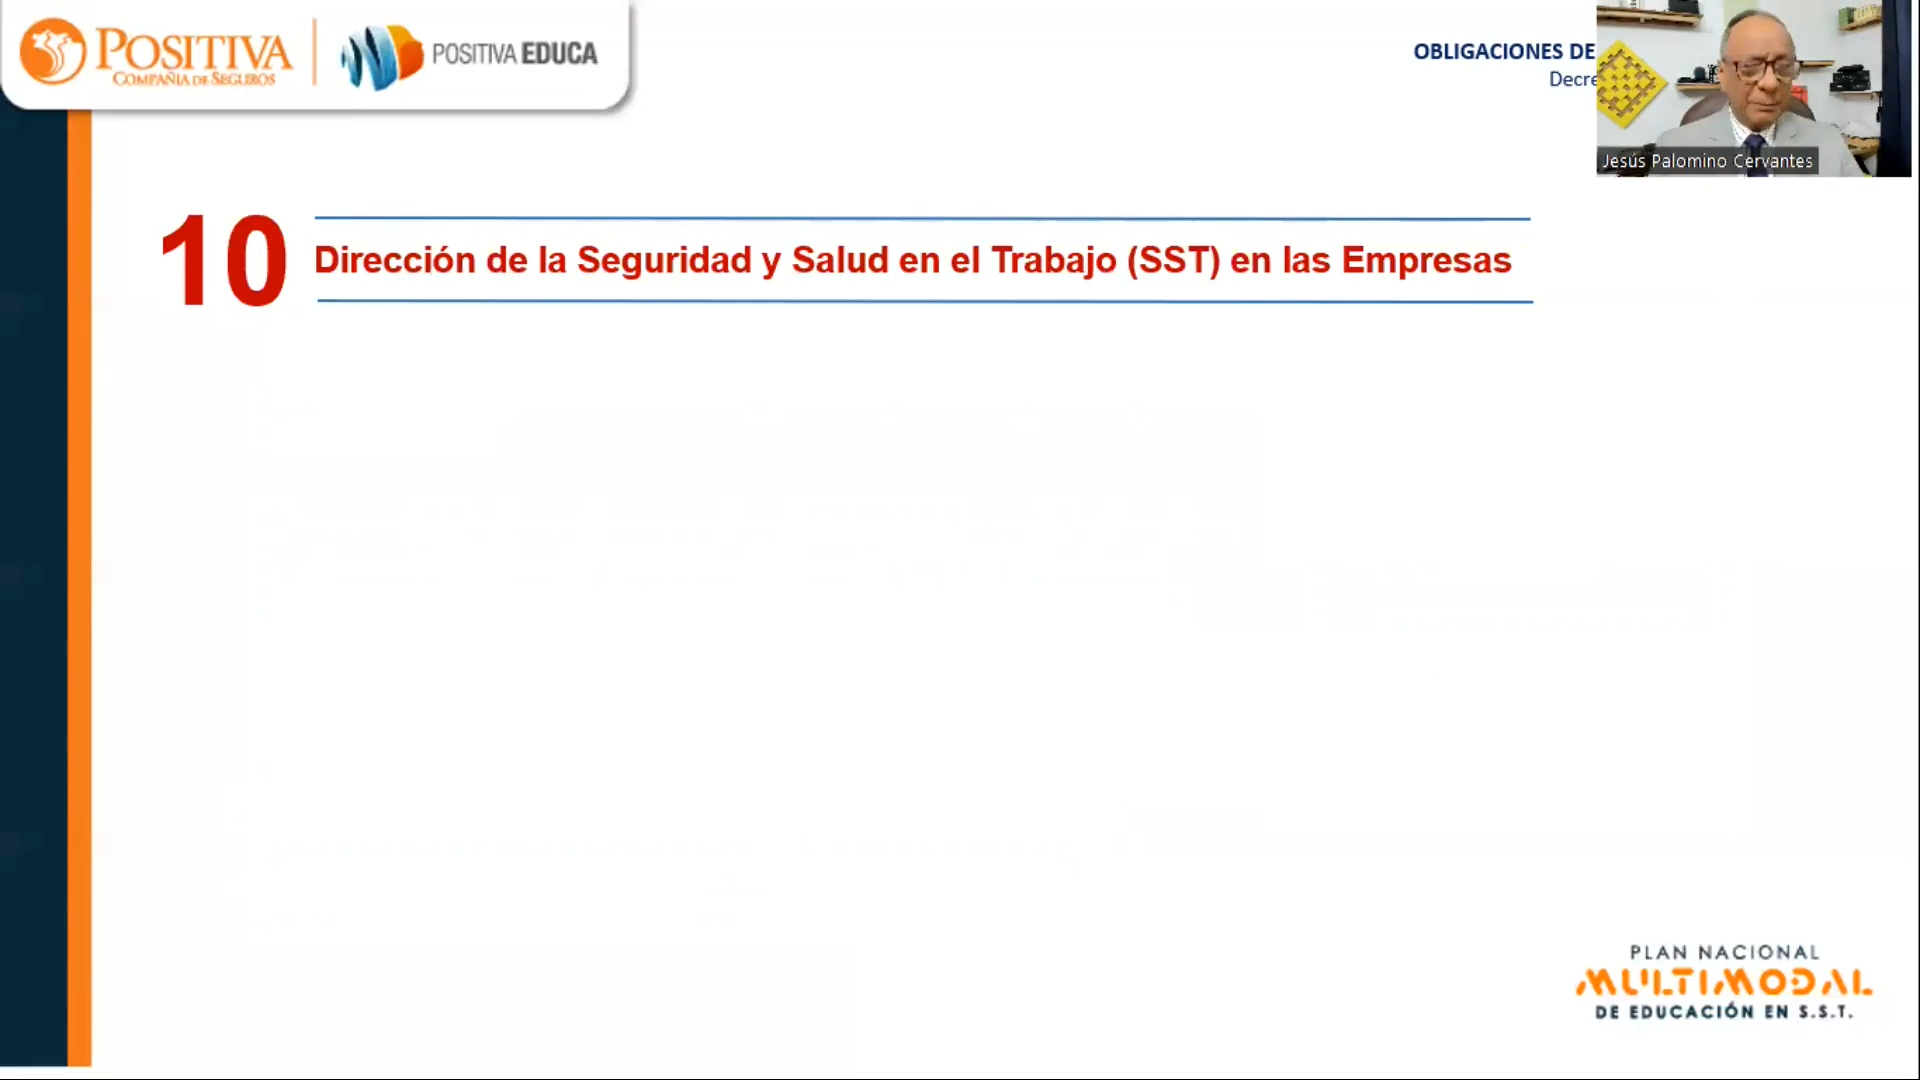 POSITIVA
COMPAÑIA DE SEGUROS
POSITIVA EDUCA
OBLIGACIONES DE
Decre
Jesús Palomino Cervantes
10
Dirección de la Seguridad y Salud en el Trabajo (SST) en las Empresas
PLAN NACIONAL
MULTIMODAL
DE EDUCACIÓN EN S.S.T.